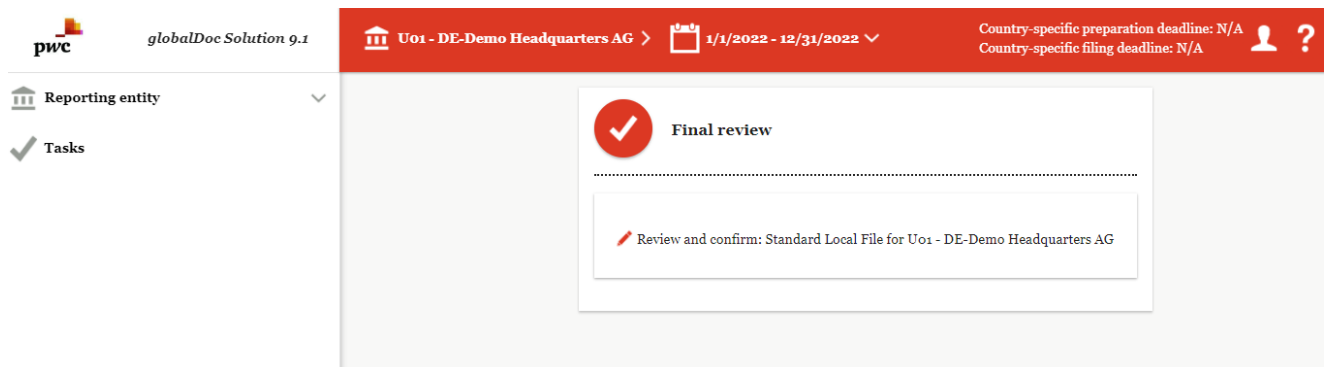 pwc
globalDoc Solution 9.1
U01 - DE-Demo Headquarters AG
1/1/2022 - 12/31/2022
Country-specific preparation deadline: N/A
Country-specific filing deadline: N/A
?
Reporting entity
Tasks
Final review
Review and confirm: Standard Local File for U01 - DE-Demo Headquarters AG